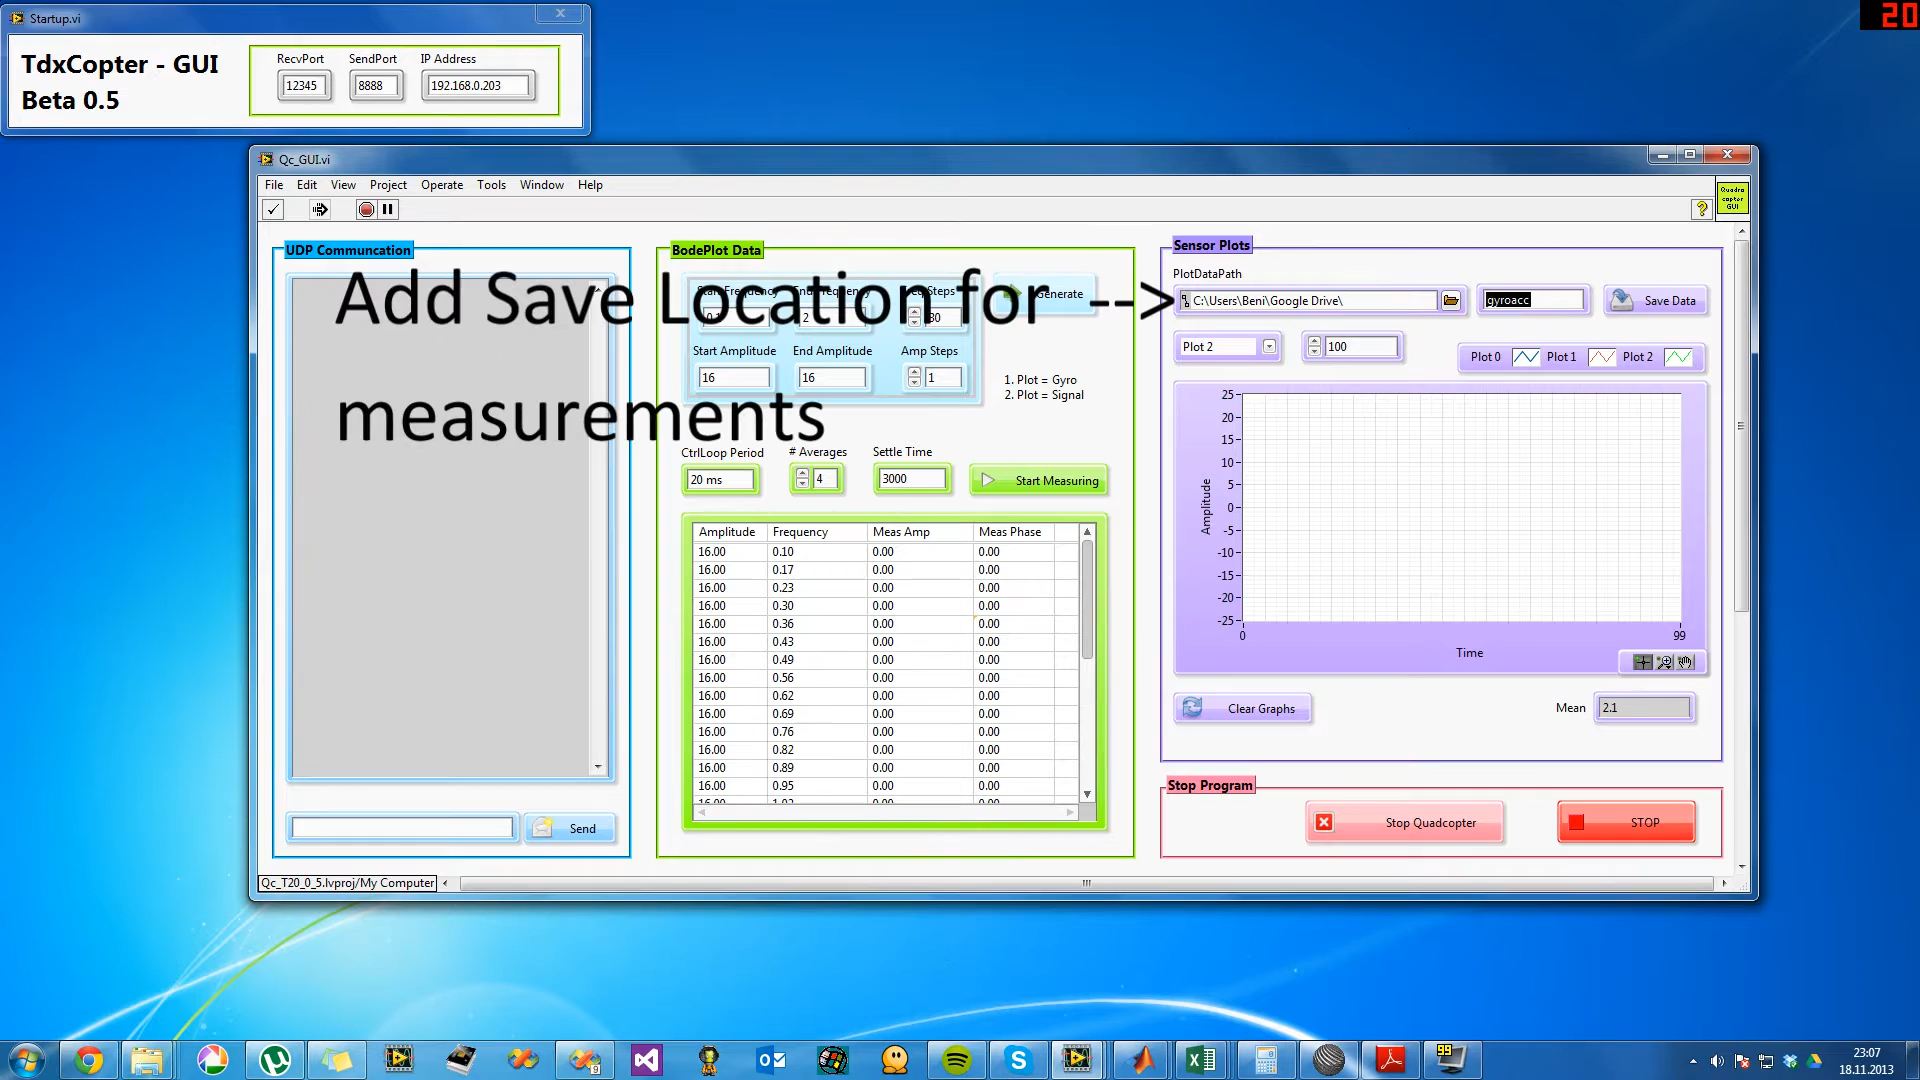 Startup.vi
20
TdxCopter - GUI
Beta 0.5
RecvPort
SendPort
IP Address
12345
8888
192.168.0.203
Qc_GUI.vi
File
Edit
View
Project
Operate
Tools
Window
Help
Quadro
copter
GUI
UDP Communcation
Send
Add Save Location for -->
measurements
BodePlot Data
Generate
2
30
Start Amplitude
End Amplitude
Amp Steps
16
16
1
1. Plot = Gyro
2. Plot = Signal
CtrlLoop Period
# Averages
Settle Time
20 ms
4
3000
Start Measuring
Amplitude Frequency Meas Amp Meas Phase
16.00 0.10 0.00 0.00
16.00 0.17 0.00 0.00
16.00 0.23 0.00 0.00
16.00 0.30 0.00 0.00
16.00 0.36 0.00 0.00
16.00 0.43 0.00 0.00
16.00 0.49 0.00 0.00
16.00 0.56 0.00 0.00
16.00 0.62 0.00 0.00
16.00 0.69 0.00 0.00
16.00 0.76 0.00 0.00
16.00 0.82 0.00 0.00
16.00 0.89 0.00 0.00
16.00 0.95 0.00 0.00
Sensor Plots
PlotDataPath
C:\Users\Beni\Google Drive\
gyroacc
Save Data
Plot 2
100
Plot 0
Plot 1
Plot 2
Amplitude
25
20
15
10
5
0
-5
-10
-15
-20
-25
0
99
Time
Clear Graphs
Mean
2.1
Stop Program
Stop Quadcopter
STOP
Qc_T20_0_5.lvproj/My Computer
9
99
23:07
18.11.2013